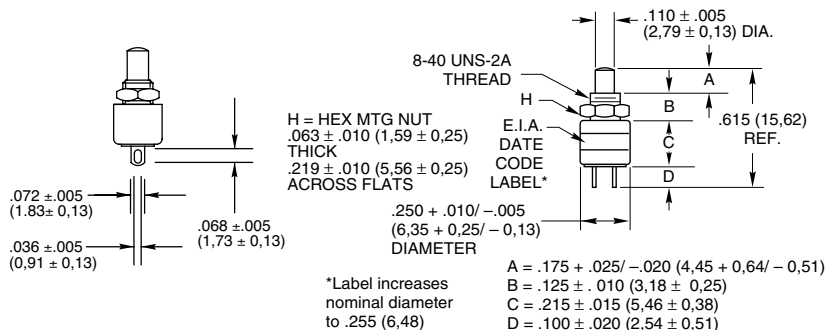 .110 ± .005
(2,79 ± 0,13) DIA.
8-40 UNS-2A
THREAD
A
H
B
.615 (15,62)
REF.
H = HEX MTG NUT
.063 ± .010 (1,59 ± 0,25)
THICK
.219 ± .010 (5,56 ± 0,25)
ACROSS FLATS
E.I.A.
DATE
CODE
LABEL*
C
D
.072 ±.005
(1.83± 0,13)
.068 ±.005
(1,73 ± 0,13)
.036 ±.005
(0,91 ± 0,13)
.250 + .010/ –.005
(6,35 + 0,25/ – 0,13)
DIAMETER
*Label increases
nominal diameter
to .255 (6,48)
A = .175 + .025/ –.020 (4,45 + 0,64/ – 0,51)
B = .125 ± . 010 (3,18 ± 0,25)
C = .215 ± .015 (5,46 ± 0,38)
D = .100 ± .020 (2,54 ± 0,51)